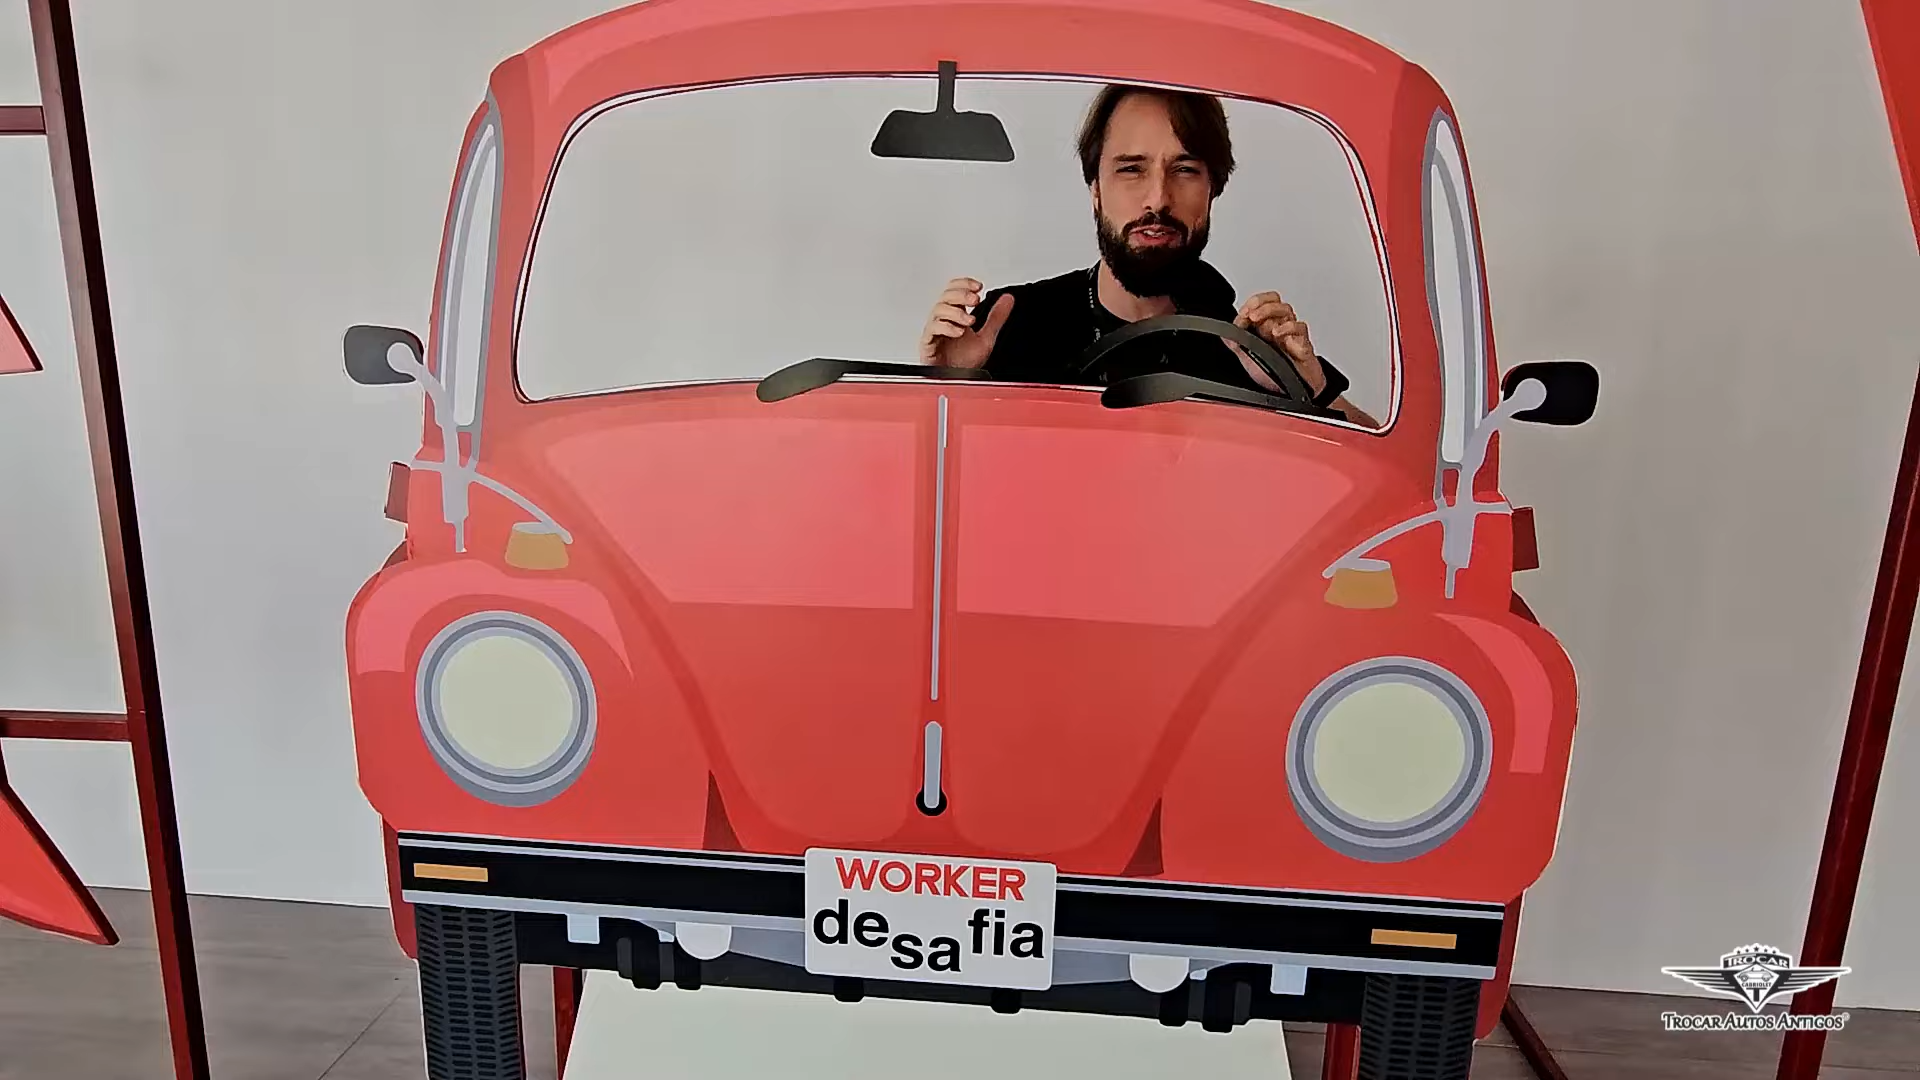 WORKER
desafia
TROCAR
CABRIOLET
TROCAR AUTOS ANTIGOS